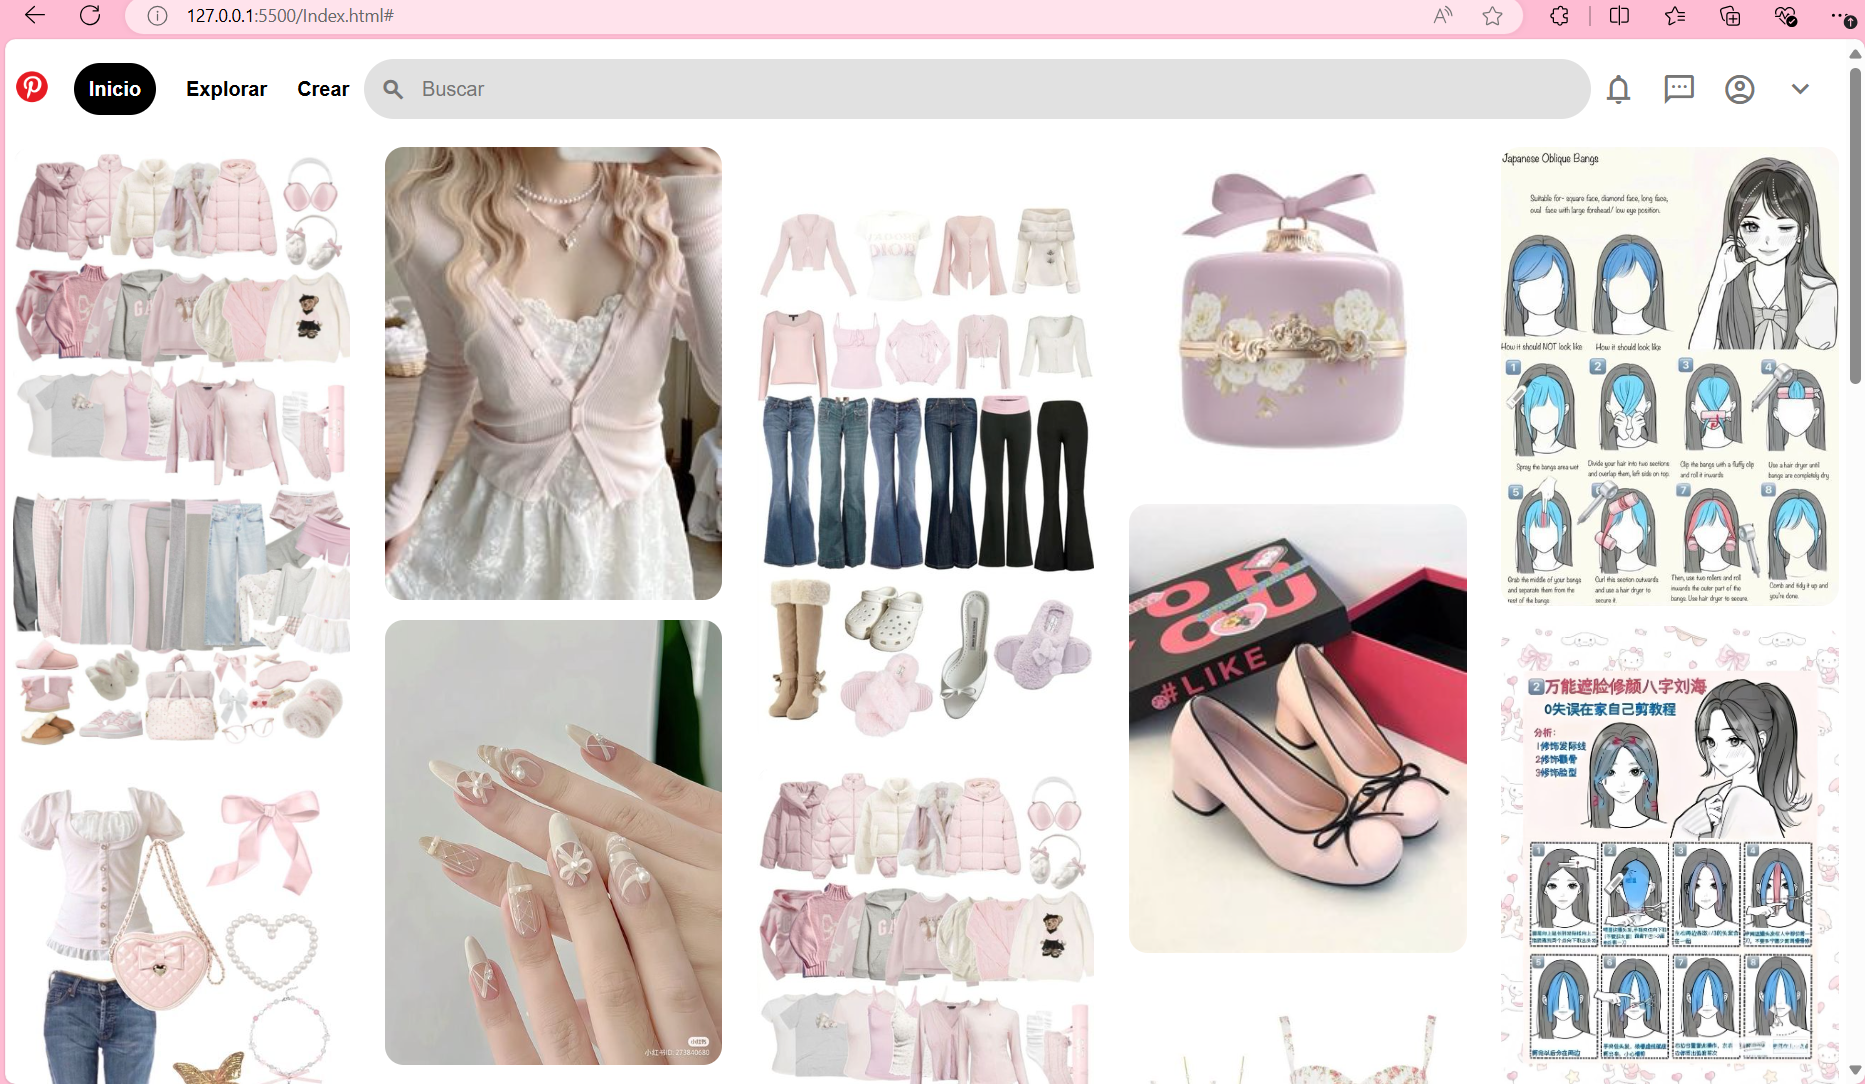 127.0.0.1:5500/Index.html#
Inicio
Explorar
Crear
Buscar
J'ADORE
DIOR
GA
YOU
#LIKE
小红书
小红书ID: 273840680
Japanese Oblique Bangs
Suitable for- square face, diamond face, long face,
oval face with large forehead/ low eye position.
How it should NOT look like
How it should look like
1
2
3
4
Spray the bangs area wet
Divide your hair into two sections
and overlap them, left side on top.
Clip the bangs with a fluffy clip
and roll it inwards
Use a hair dryer until
bangs are completely dry
5
6
7
8
Grab the middle of your bangs
and separate them from the
rest of the bangs
Curl this section outwards
and use a hair dryer to
secure it.
Then, use two rollers and roll
inwards the outer part of the
bangs. Use hair dryer to secure.
Comb and tidy it up and
you're done.
2万能遮脸修颜八字刘海
0失误在家自己剪教程
分析:
1修饰发际线
2修饰颧骨
3修饰脸型
1
2
3
4
5
6
7
8
GA